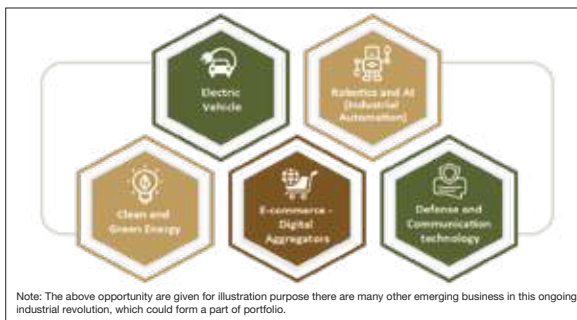 Electric
Vehicle
Robotics and AI
(Industrial
Automation)
Clean and
Green Energy
E-commerce -
Digital
Aggregators
Defense and
Communication
technology
Note: The above opportunity are given for illustration purpose there are many other emerging business in this ongoing
industrial revolution, which could form a part of portfolio.